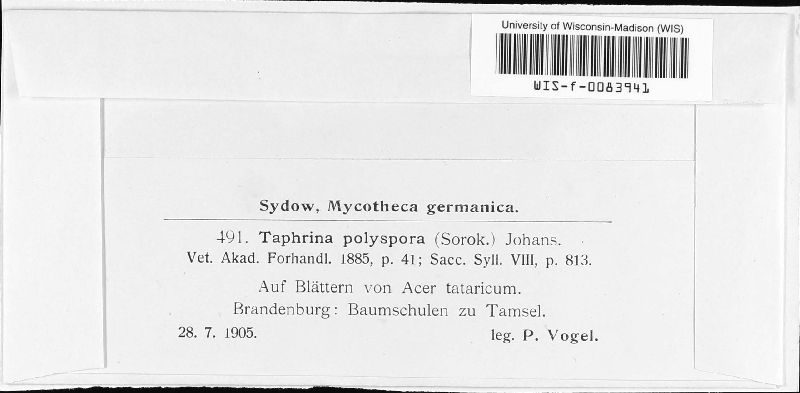 University of Wisconsin-Madison (WIS)
WIS-f-0083941
Sydow, Mycotheca germanica.
491. Taphrina polyspora (Sorok.) Johans.
Vet. Akad. Forhandl. 1885, p. 41; Sacc. Syll. VIII, p. 813.
Auf Blättern von Acer tataricum.
Brandenburg: Baumschulen zu Tamsel.
28. 7. 1905. leg. P. Vogel.